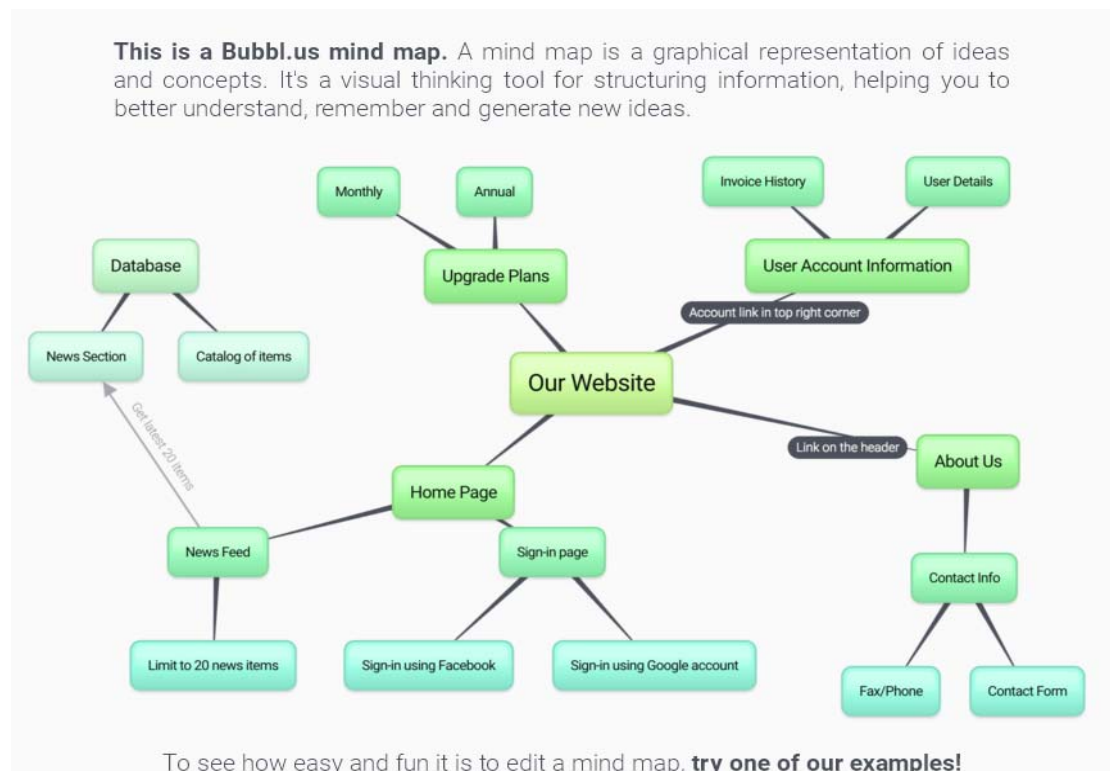 This is a Bubbl.us mind map. A mind map is a graphical representation of ideas
and concepts. It's a visual thinking tool for structuring information, helping you to
better understand, remember and generate new ideas.
Monthly
Annual
Invoice History
User Details
Database
Upgrade Plans
User Account Information
Account link in top right corner
News Section
Catalog of items
Our Website
Get latest 20 items
Link on the header
About Us
Home Page
News Feed
Sign-in page
Contact Info
Limit to 20 news items
Sign-in using Facebook
Sign-in using Google account
Fax/Phone
Contact Form
To see how easy and fun it is to edit a mind map, try one of our examples!